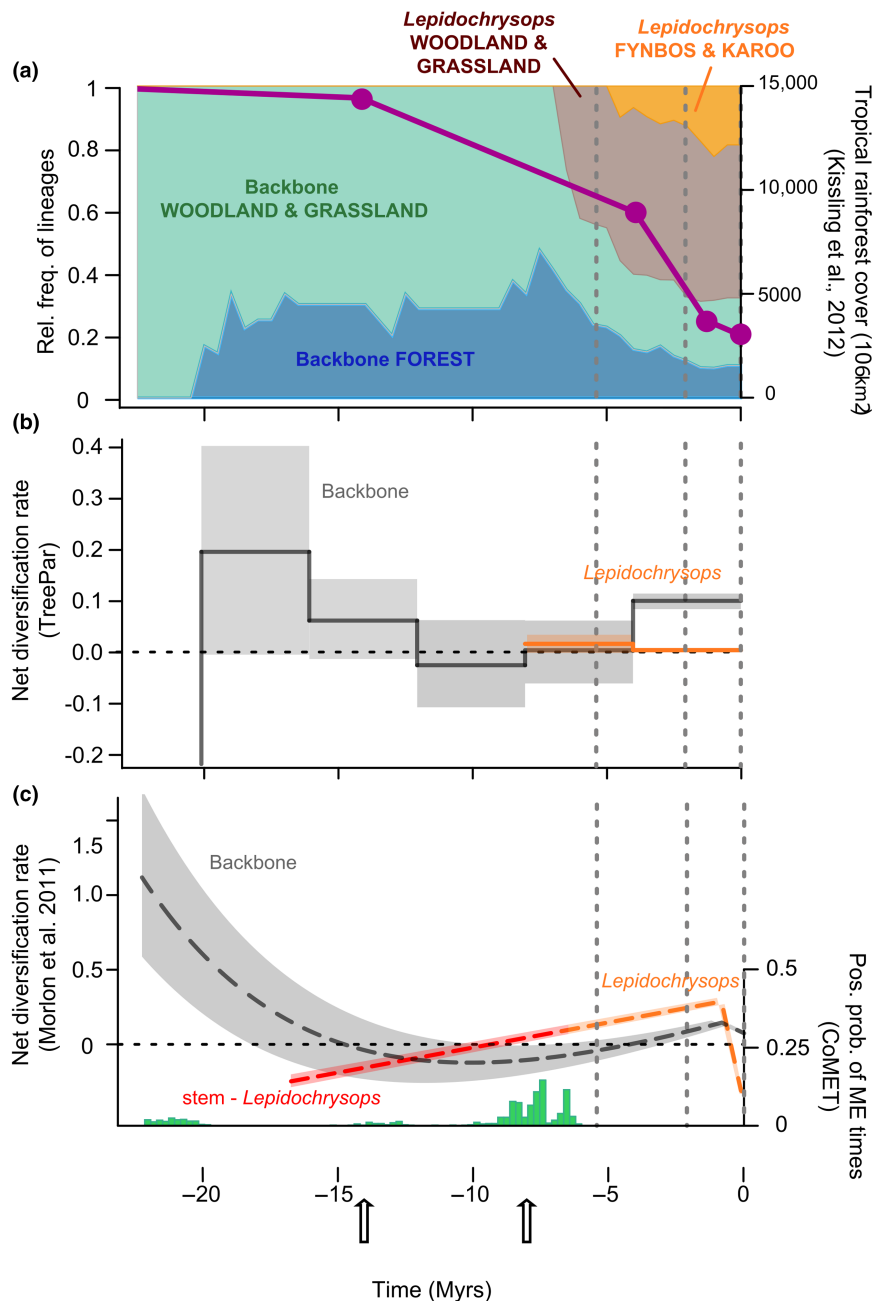 Lepidochrysops
WOODLAND &
GRASSLAND
Lepidochrysops
FYNBOS & KAROO
(a)
Rel. freq. of lineages
1
0.8
0.6
0.4
0.2
0
Backbone
WOODLAND & GRASSLAND
Backbone FOREST
15,000
10,000
5000
0
Tropical rainforest cover (106km2)
(Kissling et al., 2012)
(b)
Net diversification rate
(TreePar)
0.4
0.3
0.2
0.1
0.0
-0.1
-0.2
Backbone
Lepidochrysops
(c)
Net diversification rate
(Morlon et al. 2011)
1.5
1.0
0.5
0
Backbone
Lepidochrysops
stem - Lepidochrysops
0.5
0.25
0
Pos. prob. of ME times
(CoMET)
–20
–15
–10
–5
0
Time (Myrs)